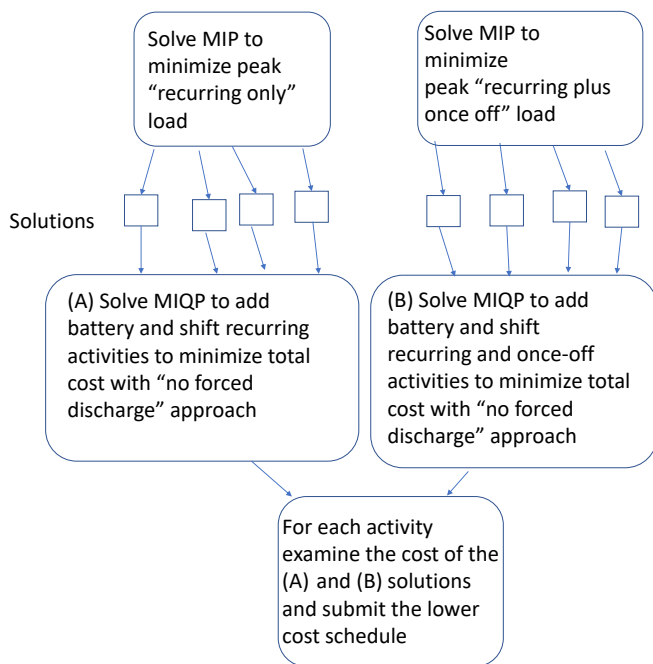 Solve MIP to
minimize peak
“recurring only”
load
Solve MIP to
minimize
peak “recurring plus
once off” load
Solutions
(A) Solve MIQP to add
battery and shift recurring
activities to minimize total
cost with “no forced
discharge” approach
(B) Solve MIQP to add
battery and shift
recurring and once-off
activities to minimize total
cost with “no forced
discharge” approach
For each activity
examine the cost of the
(A) and (B) solutions
and submit the lower
cost schedule